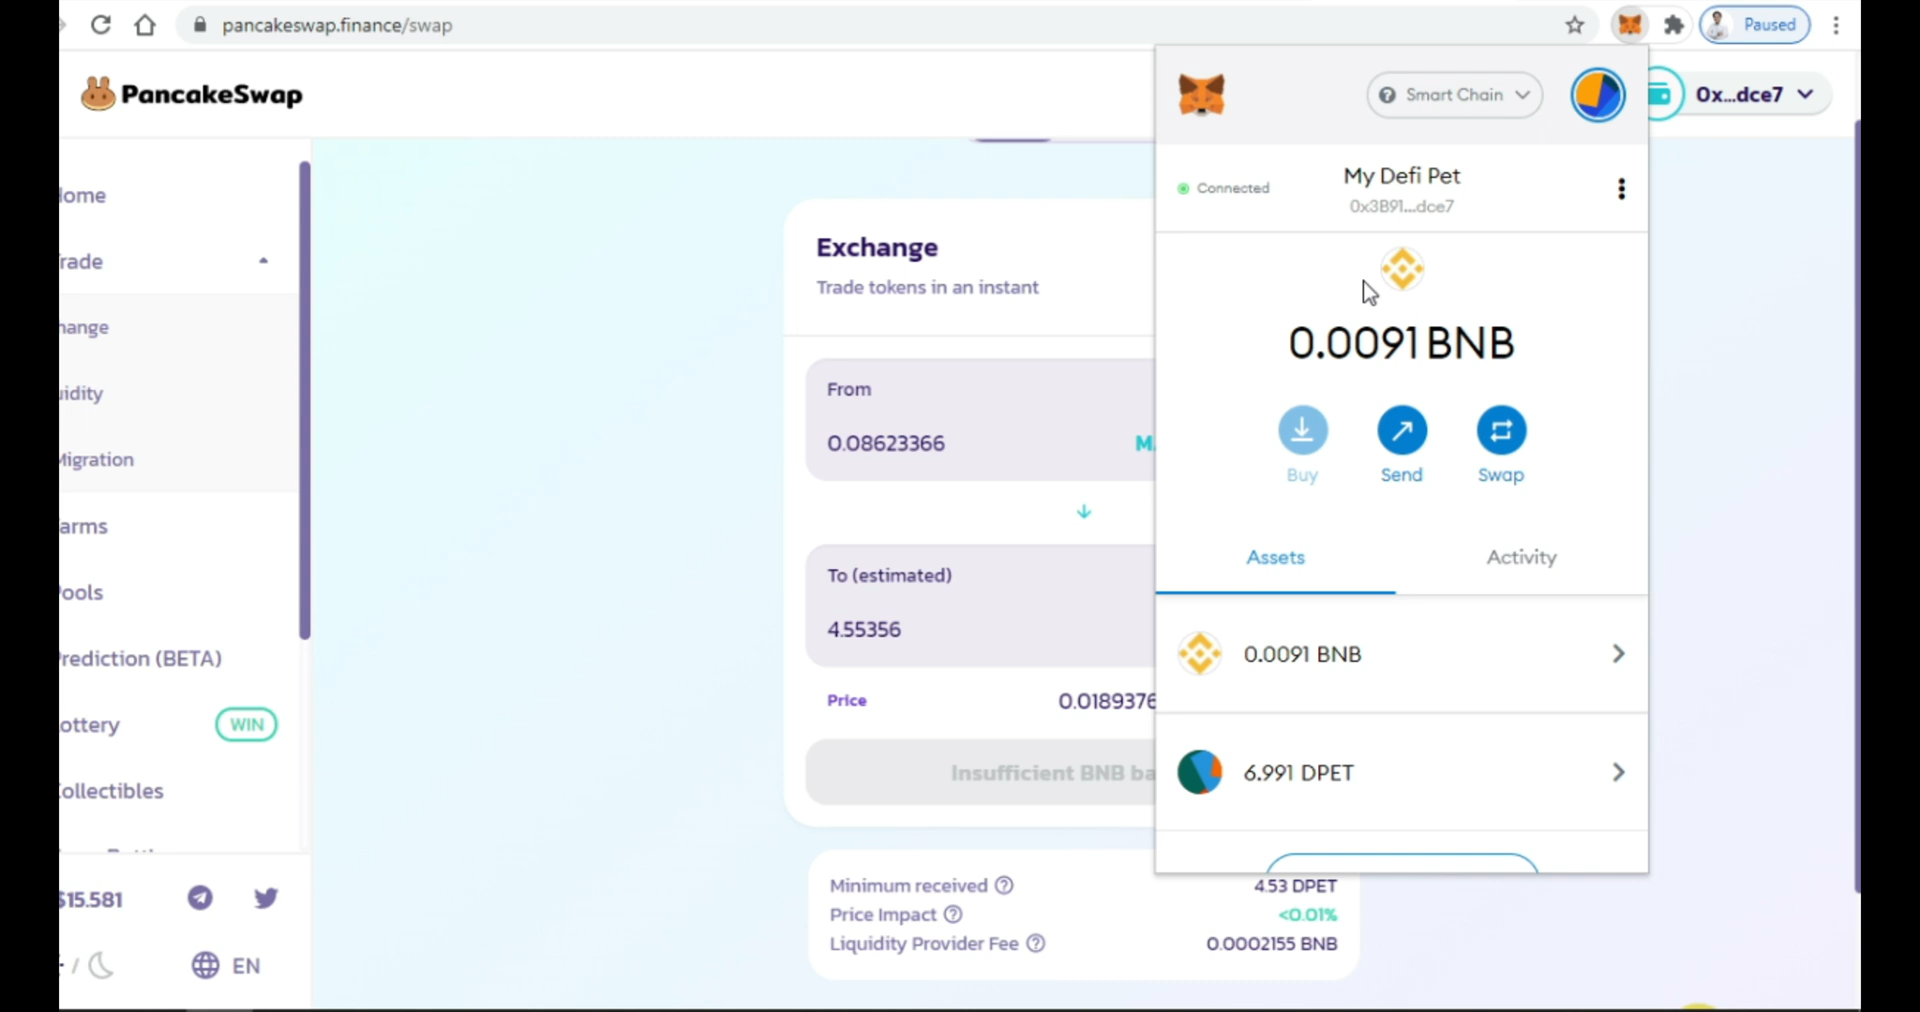 pancakeswap.finance/swap
Paused
PancakeSwap
Smart Chain
0x...dce7
ome
rade
hange
uidity
Migration
arms
ools
rediction (BETA)
ottery
WIN
ollectibles
$15.581
/
EN
Exchange
Trade tokens in an instant
From
0.08623366
M
To (estimated)
4.55356
Price
0.0189376
Insufficient BNB ba
Minimum received
4.53 DPET
Price Impact
<0.01%
Liquidity Provider Fee
0.0002155 BNB
Connected
My Defi Pet
0x3B91...dce7
0.0091 BNB
Buy
Send
Swap
Assets
Activity
0.0091 BNB
6.991 DPET